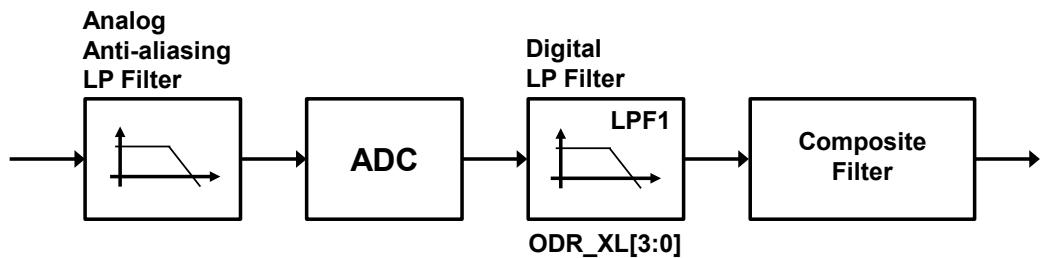 Analog
Anti-aliasing
LP Filter
ADC
Digital
LP Filter
LPF1
ODR_XL[3:0]
Composite
Filter